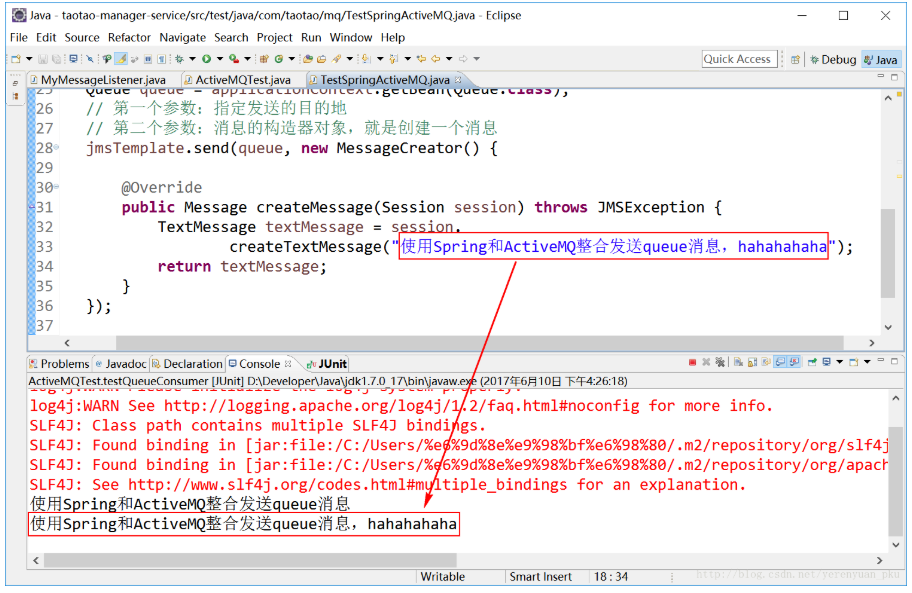 Java - taotao-manager-service/src/test/java/com/taotao/mq/TestSpringActiveMQ.java - Eclipse
File Edit Source Refactor Navigate Search Project Run Window Help
Quick Access Debug Java
MyMessageListener.java ActiveMQTest.java TestSpringActiveMQ.java
25 Queue queue = applicationContext.getBean(Queue.class);
26 // 第一个参数：指定发送的目的地
27 // 第二个参数：消息的构造器对象，就是创建一个消息
28 jmsTemplate.send(queue, new MessageCreator() {
29
30 @Override
31 public Message createMessage(Session session) throws JMSException {
32 TextMessage textMessage = session.
33 createTextMessage("使用Spring和ActiveMQ整合发送queue消息，hahahahaha");
34 return textMessage;
35 }
36 });
37
Problems Javadoc Declaration Console JUnit
ActiveMQTest.testQueueConsumer [JUnit] D:\Developer\Java\jdk1.7.0_17\bin\javaw.exe (2017年6月10日 下午4:26:18)
log4j:WARN Please initialize the log4j system properly.
log4j:WARN See http://logging.apache.org/log4j/1.2/faq.html#noconfig for more info.
SLF4J: Class path contains multiple SLF4J bindings.
SLF4J: Found binding in [jar:file:/C:/Users/%e6%9d%8e%e9%98%bf%e6%98%80/.m2/repository/org/slf4j
SLF4J: Found binding in [jar:file:/C:/Users/%e6%9d%8e%e9%98%bf%e6%98%80/.m2/repository/org/apach
SLF4J: See http://www.slf4j.org/codes.html#multiple_bindings for an explanation.
使用Spring和ActiveMQ整合发送queue消息
使用Spring和ActiveMQ整合发送queue消息，hahahahaha
Writable Smart Insert 18 : 34
http://blog.csdn.net/yerenyuan_pku